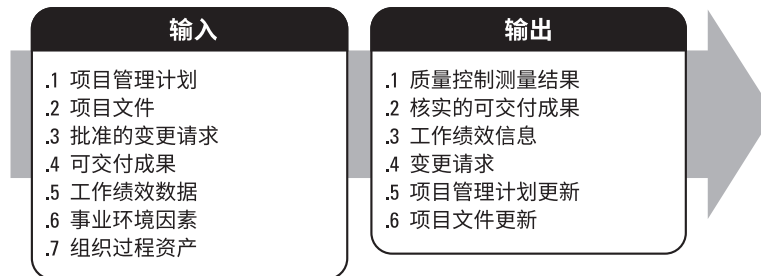 输入
.1 项目管理计划
.2 项目文件
.3 批准的变更请求
.4 可交付成果
.5 工作绩效数据
.6 事业环境因素
.7 组织过程资产
输出
.1 质量控制测量结果
.2 核实的可交付成果
.3 工作绩效信息
.4 变更请求
.5 项目管理计划更新
.6 项目文件更新